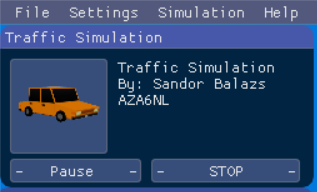 File Settings Simulation Help
Traffic Simulation
Traffic Simulation
By: Sandor Balazs
AZA6NL
- Pause - - STOP -